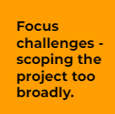 Focus
challenges -
scoping the
project too
broadly.